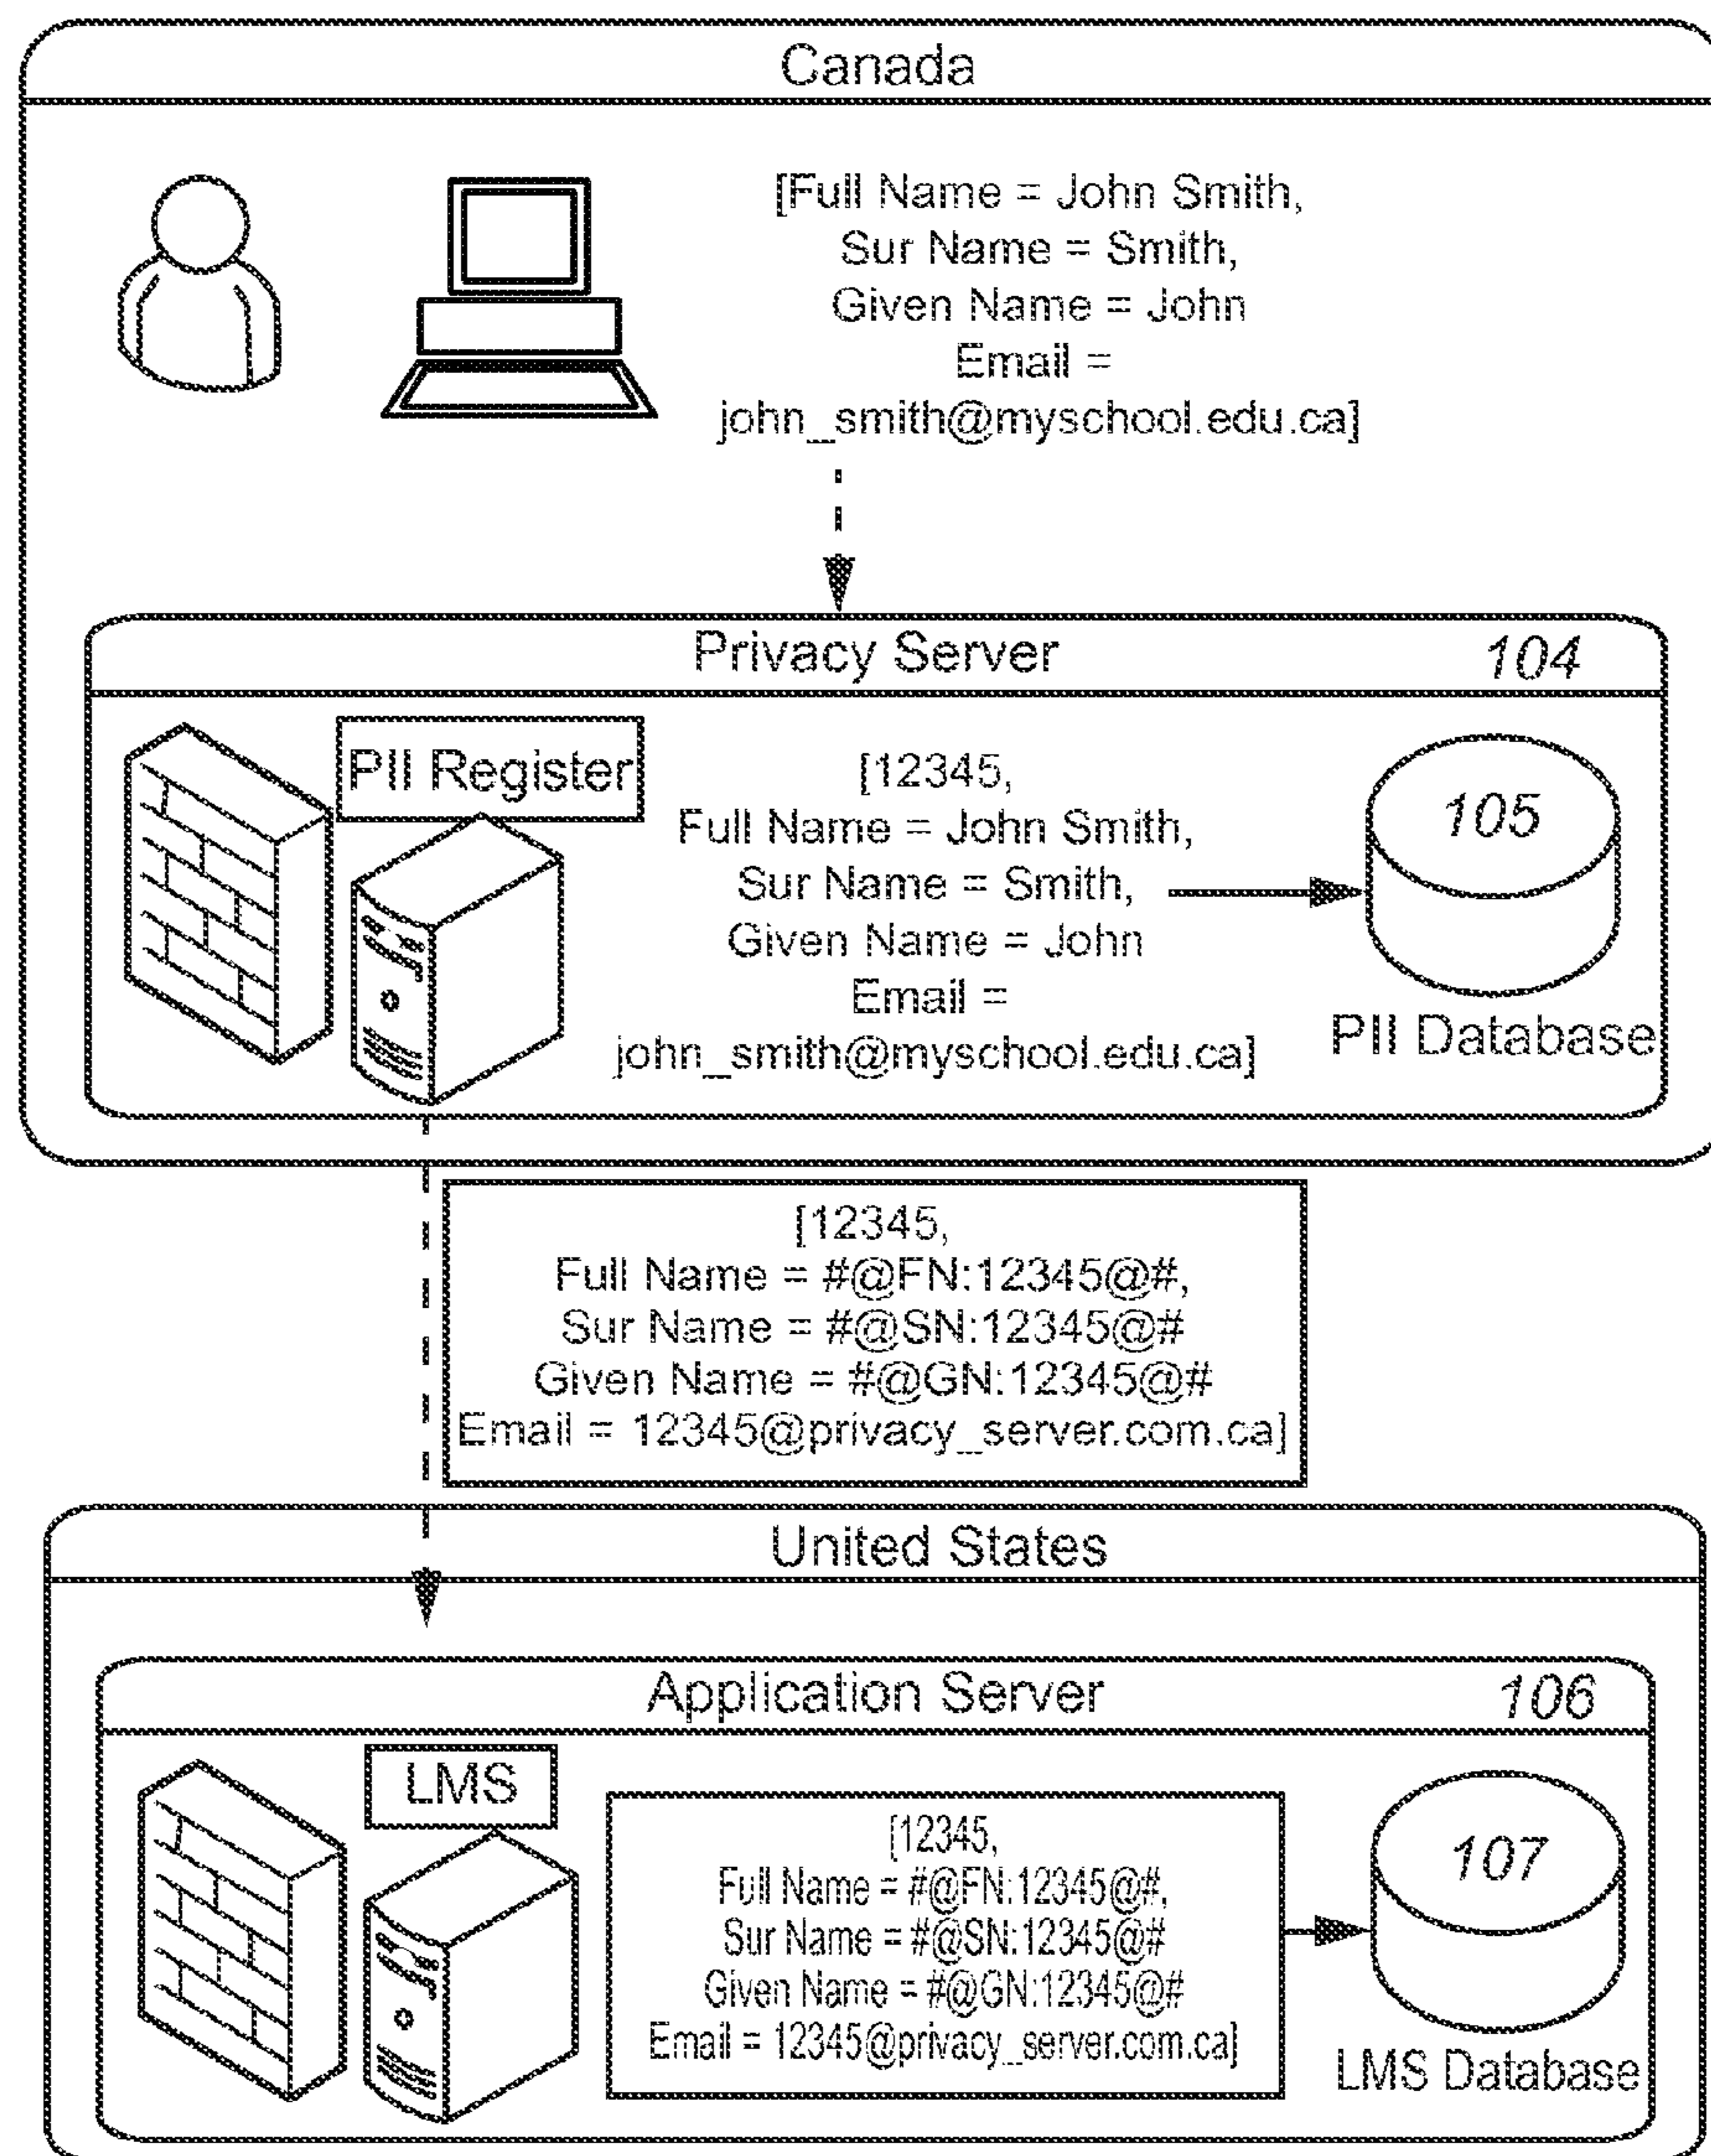 Canada
[Full Name = John Smith,
Sur Name = Smith,
Given Name = John
Email =
john_smith@myschool.edu.ca]
Privacy Server 104
PII Register
[12345,
Full Name = John Smith,
Sur Name = Smith,
Given Name = John
Email =
john_smith@myschool.edu.ca]
105
PII Database
[12345,
Full Name = #@FN:12345@#,
Sur Name = #@SN:12345@#
Given Name = #@GN:12345@#
Email = 12345@privacy_server.com.ca]
United States
Application Server 106
LMS
[12345,
Full Name = #@FN:12345@#,
Sur Name = #@SN:12345@#
Given Name = #@GN:12345@#
Email = 12345@privacy_server.com.ca]
107
LMS Database